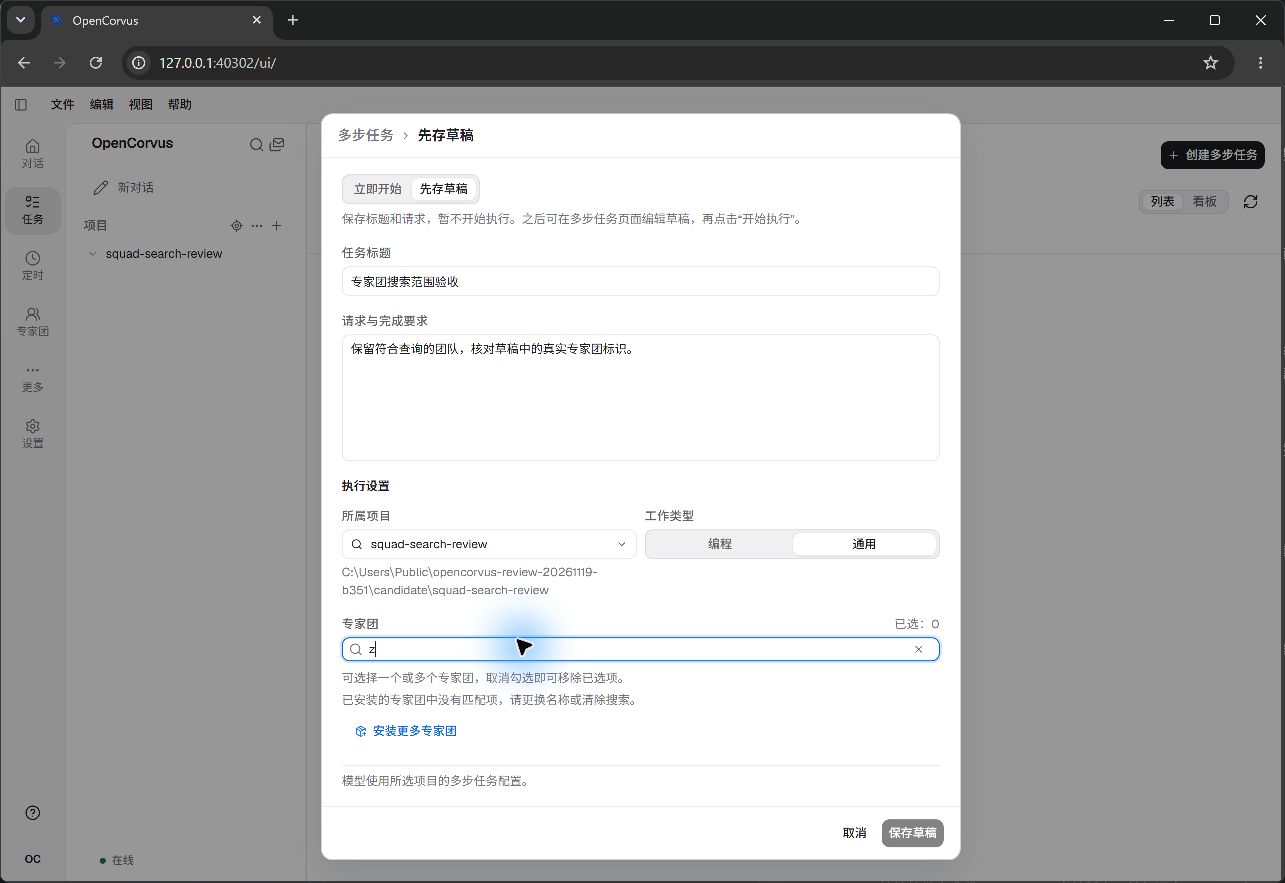 OpenCorvus
127.0.0.1:40302/ui/
文件 编辑 视图 帮助
OpenCorvus
对话
新对话
任务
项目
squad-search-review
定时
专家团
更多
设置
OC
在线
创建多步任务
列表 看板
多步任务 › 先存草稿
立即开始 先存草稿
保存标题和请求，暂不开始执行。之后可在多步任务页面编辑草稿，再点击“开始执行”。
任务标题
专家团搜索范围验收
请求与完成要求
保留符合查询的团队，核对草稿中的真实专家团标识。
执行设置
所属项目 工作类型
squad-search-review 编程 通用
C:\Users\Public\opencorvus-review-20261119-
b351\candidate\squad-search-review
专家团 已选：0
z
可选择一个或多个专家团，取消勾选即可移除已选项。
已安装的专家团中没有匹配项，请更换名称或清除搜索。
安装更多专家团
模型使用所选项目的多步任务配置。
取消 保存草稿